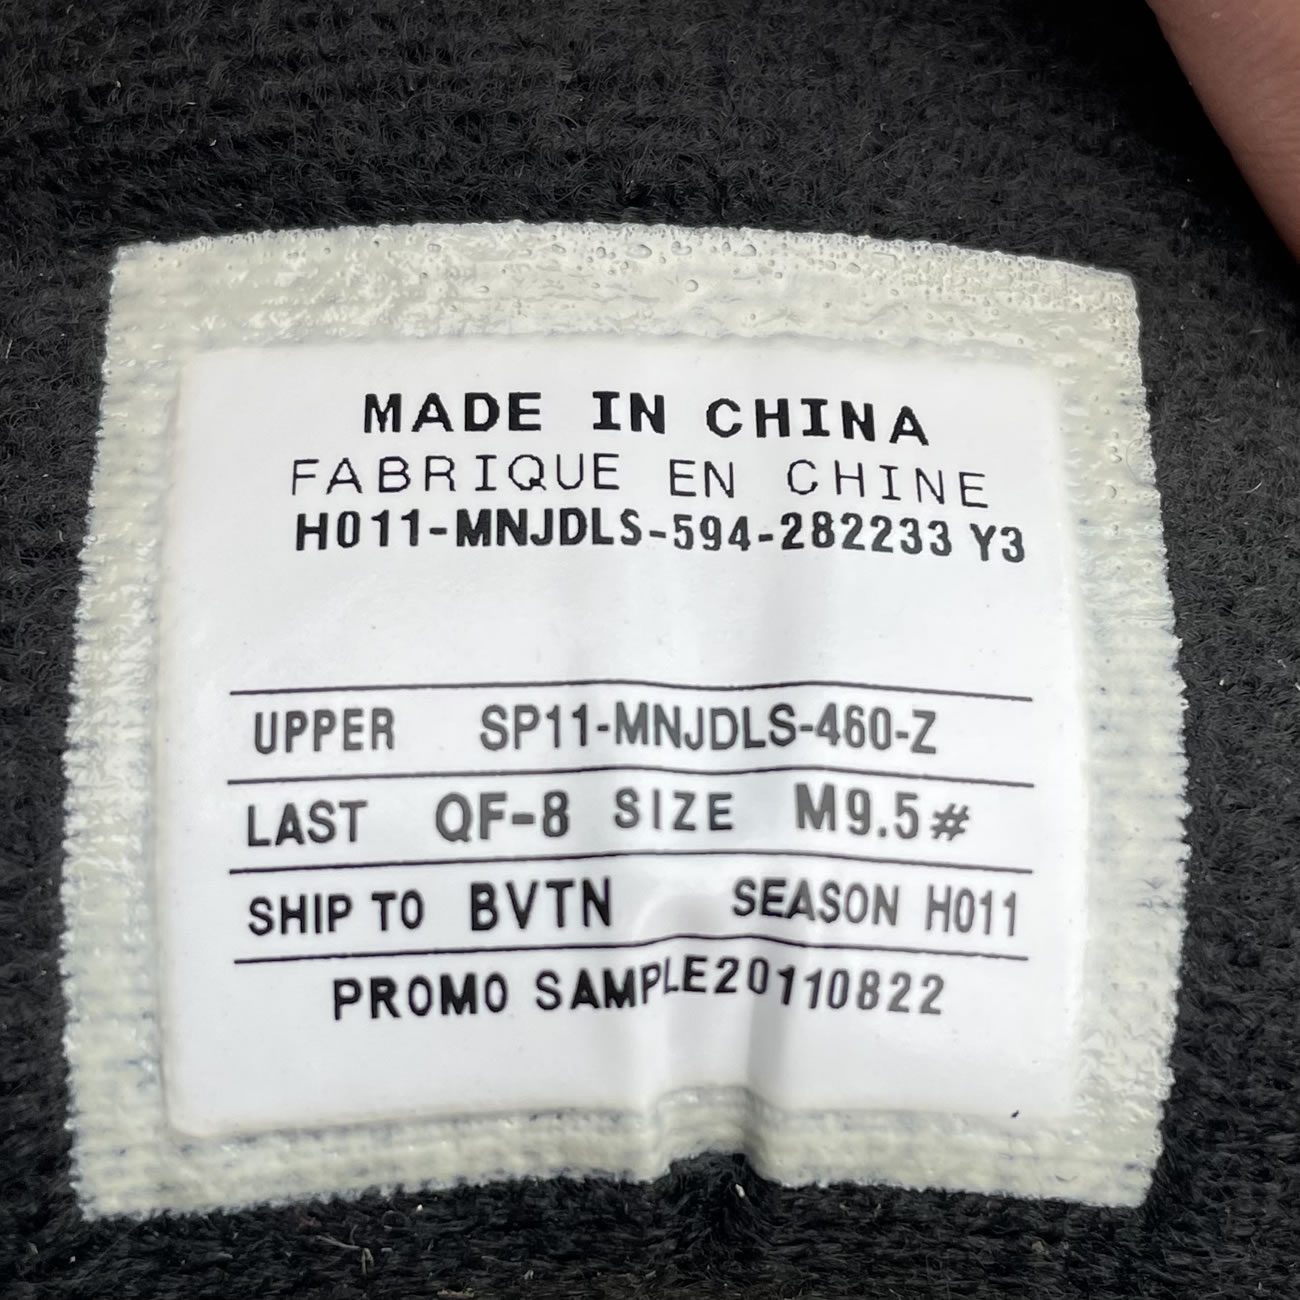 MADE IN CHINA
FABRIQUE EN CHINE
H011-MNJDLS-594-282233 Y3
UPPER SP11-MNJDLS-460-Z
LAST QF-8 SIZE M9.5#
SHIP TO BVTN SEASON H011
PROMO SAMPLE20110822